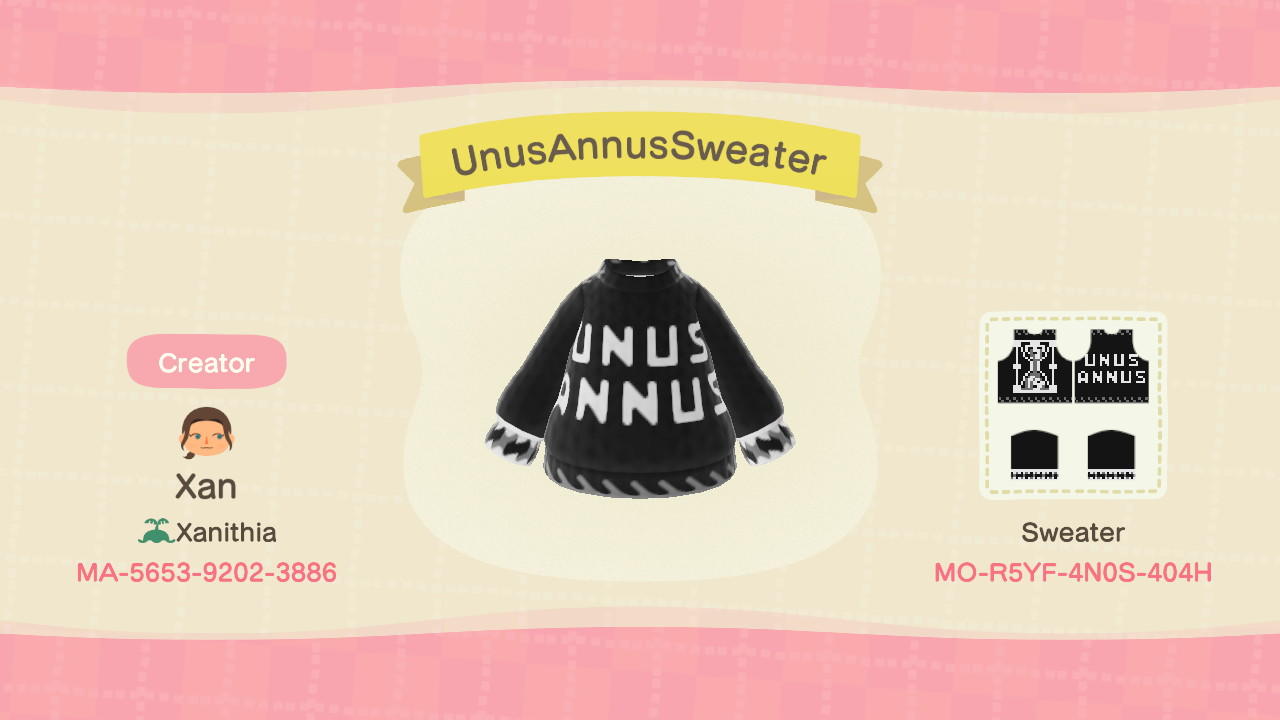 UnusAnnusSweater
UNUS
ANNUS
Creator
Xan
Xanithia
MA-5653-9202-3886
UNUS
ANNUS
Sweater
MO-R5YF-4N0S-404H